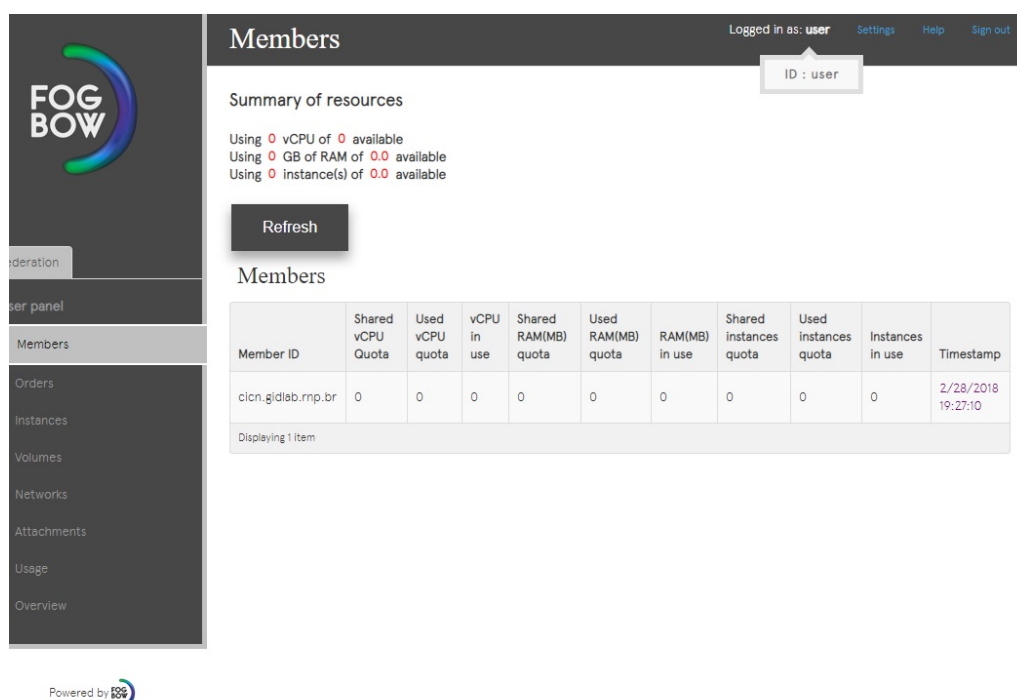 Members
Logged in as: user
Settings
Help
Sign out
ID : user
FOG
BOW
Summary of resources
Using 0 vCPU of 0 available
Using 0 GB of RAM of 0.0 available
Using 0 instance(s) of 0.0 available
Refresh
ederation
ser panel
Members
Orders
Instances
Volumes
Networks
Attachments
Usage
Overview
Members
Member ID
Shared
vCPU
Quota
Used
vCPU
quota
vCPU
in
use
Shared
RAM(MB)
quota
Used
RAM(MB)
quota
RAM(MB)
in use
Shared
instances
quota
Used
instances
quota
Instances
in use
Timestamp
cicn.gidlab.rnp.br 0 0 0 0 0 0 0 0 0 2/28/2018
19:27:10
Displaying 1 item
Powered by FOG
BOW